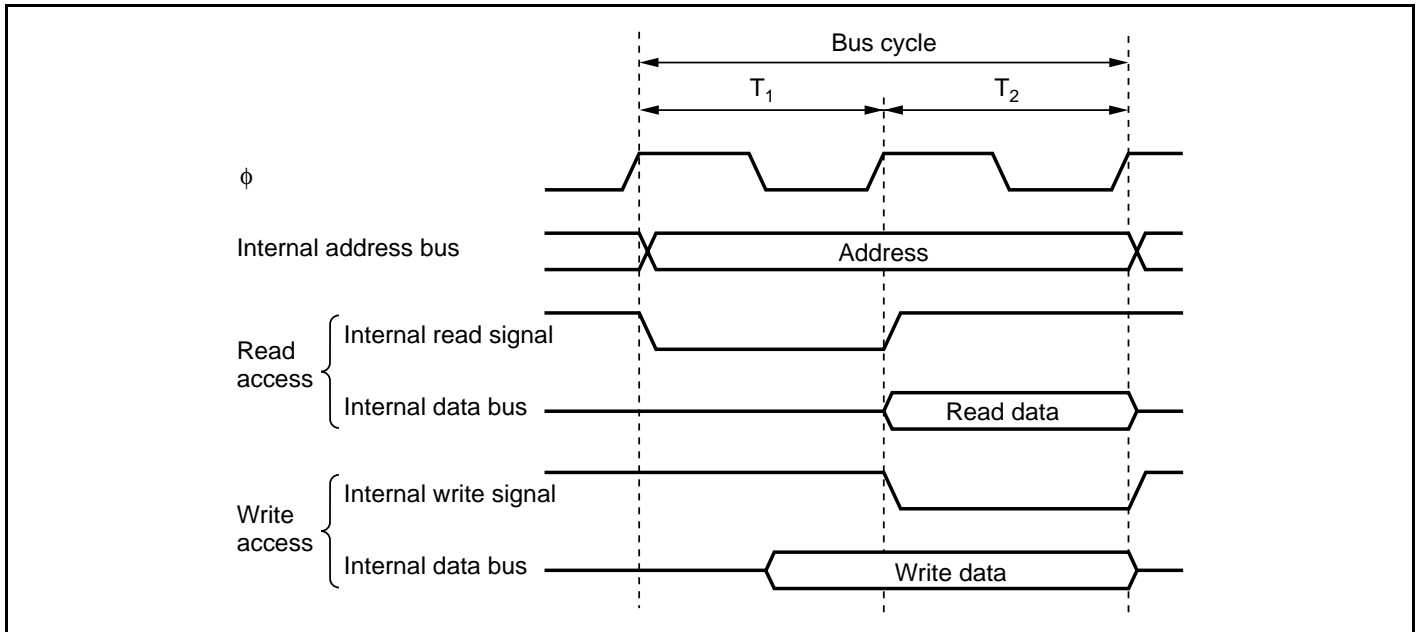 Bus cycle
T₁ T₂
ϕ
Internal address bus Address
Read
access
Internal read signal
Internal data bus Read data
Write
access
Internal write signal
Internal data bus Write data